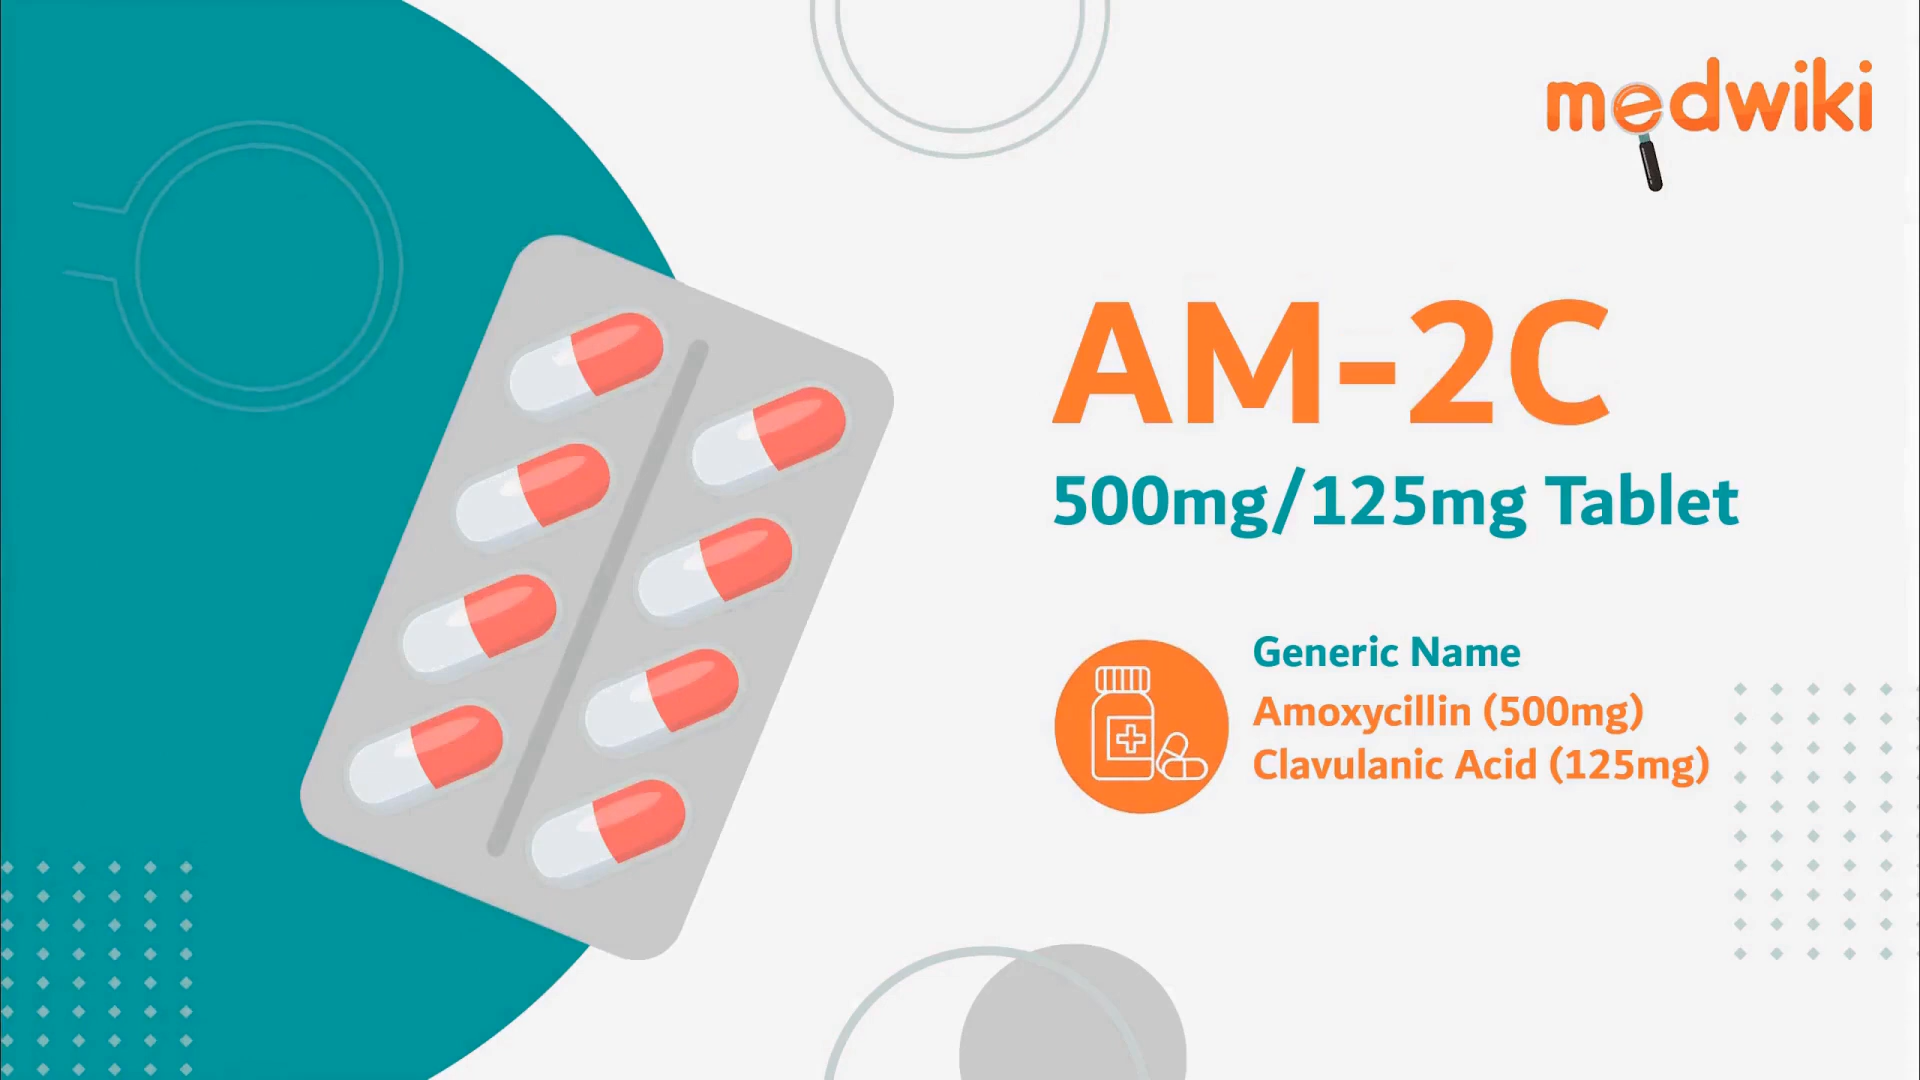 medwiki
AM-2C
500mg/125mg Tablet
Generic Name
Amoxycillin (500mg)
Clavulanic Acid (125mg)